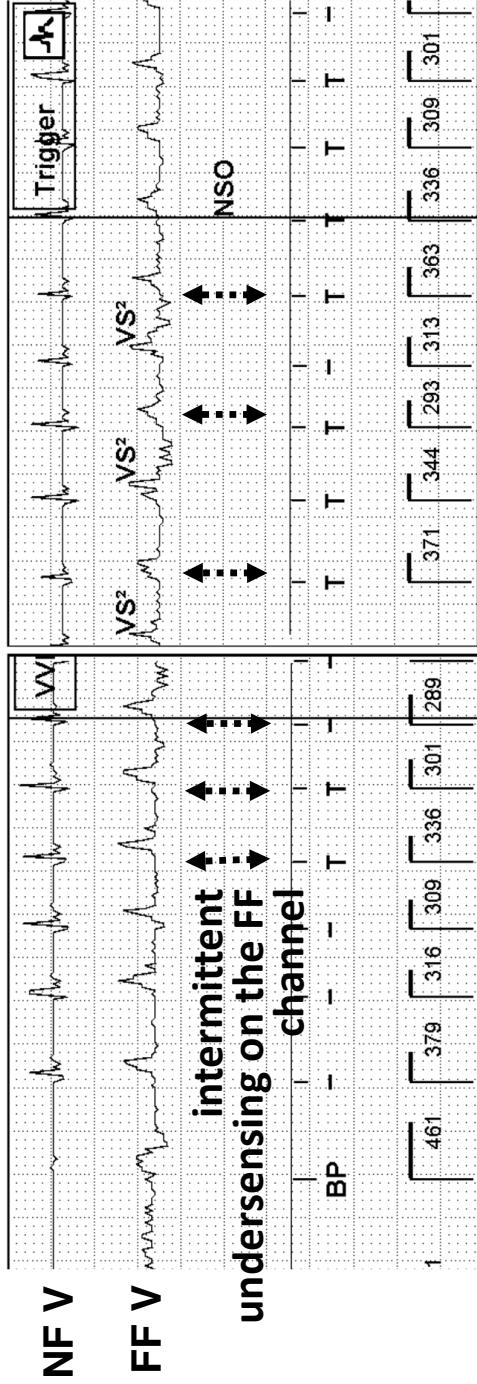 NF V
VVI
Trigger
FF V
VS²
VS²
VS²
intermittent
undersensing on the FF
channel
NSO
BP - - - T T - - T T T - T T T T -
1 461 379 316 309 336 301 289 371 344 293 313 363 336 309 301